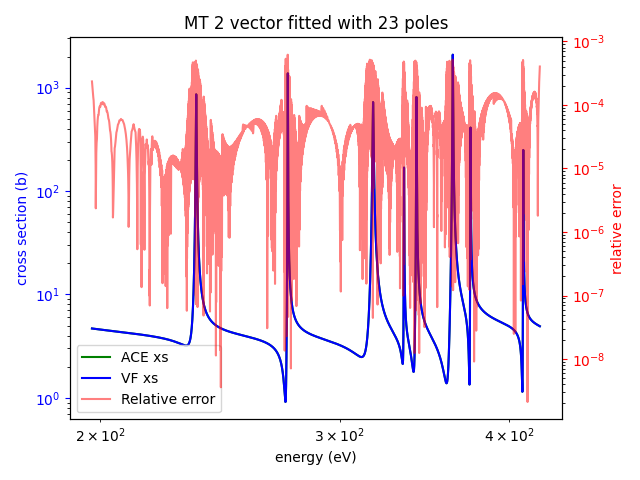 MT 2 vector fitted with 23 poles
10³
10²
10¹
10⁰
cross section (b)
10⁻³
10⁻⁴
10⁻⁵
10⁻⁶
10⁻⁷
10⁻⁸
relative error
ACE xs
VF xs
Relative error
2 × 10²
3 × 10²
4 × 10²
energy (eV)